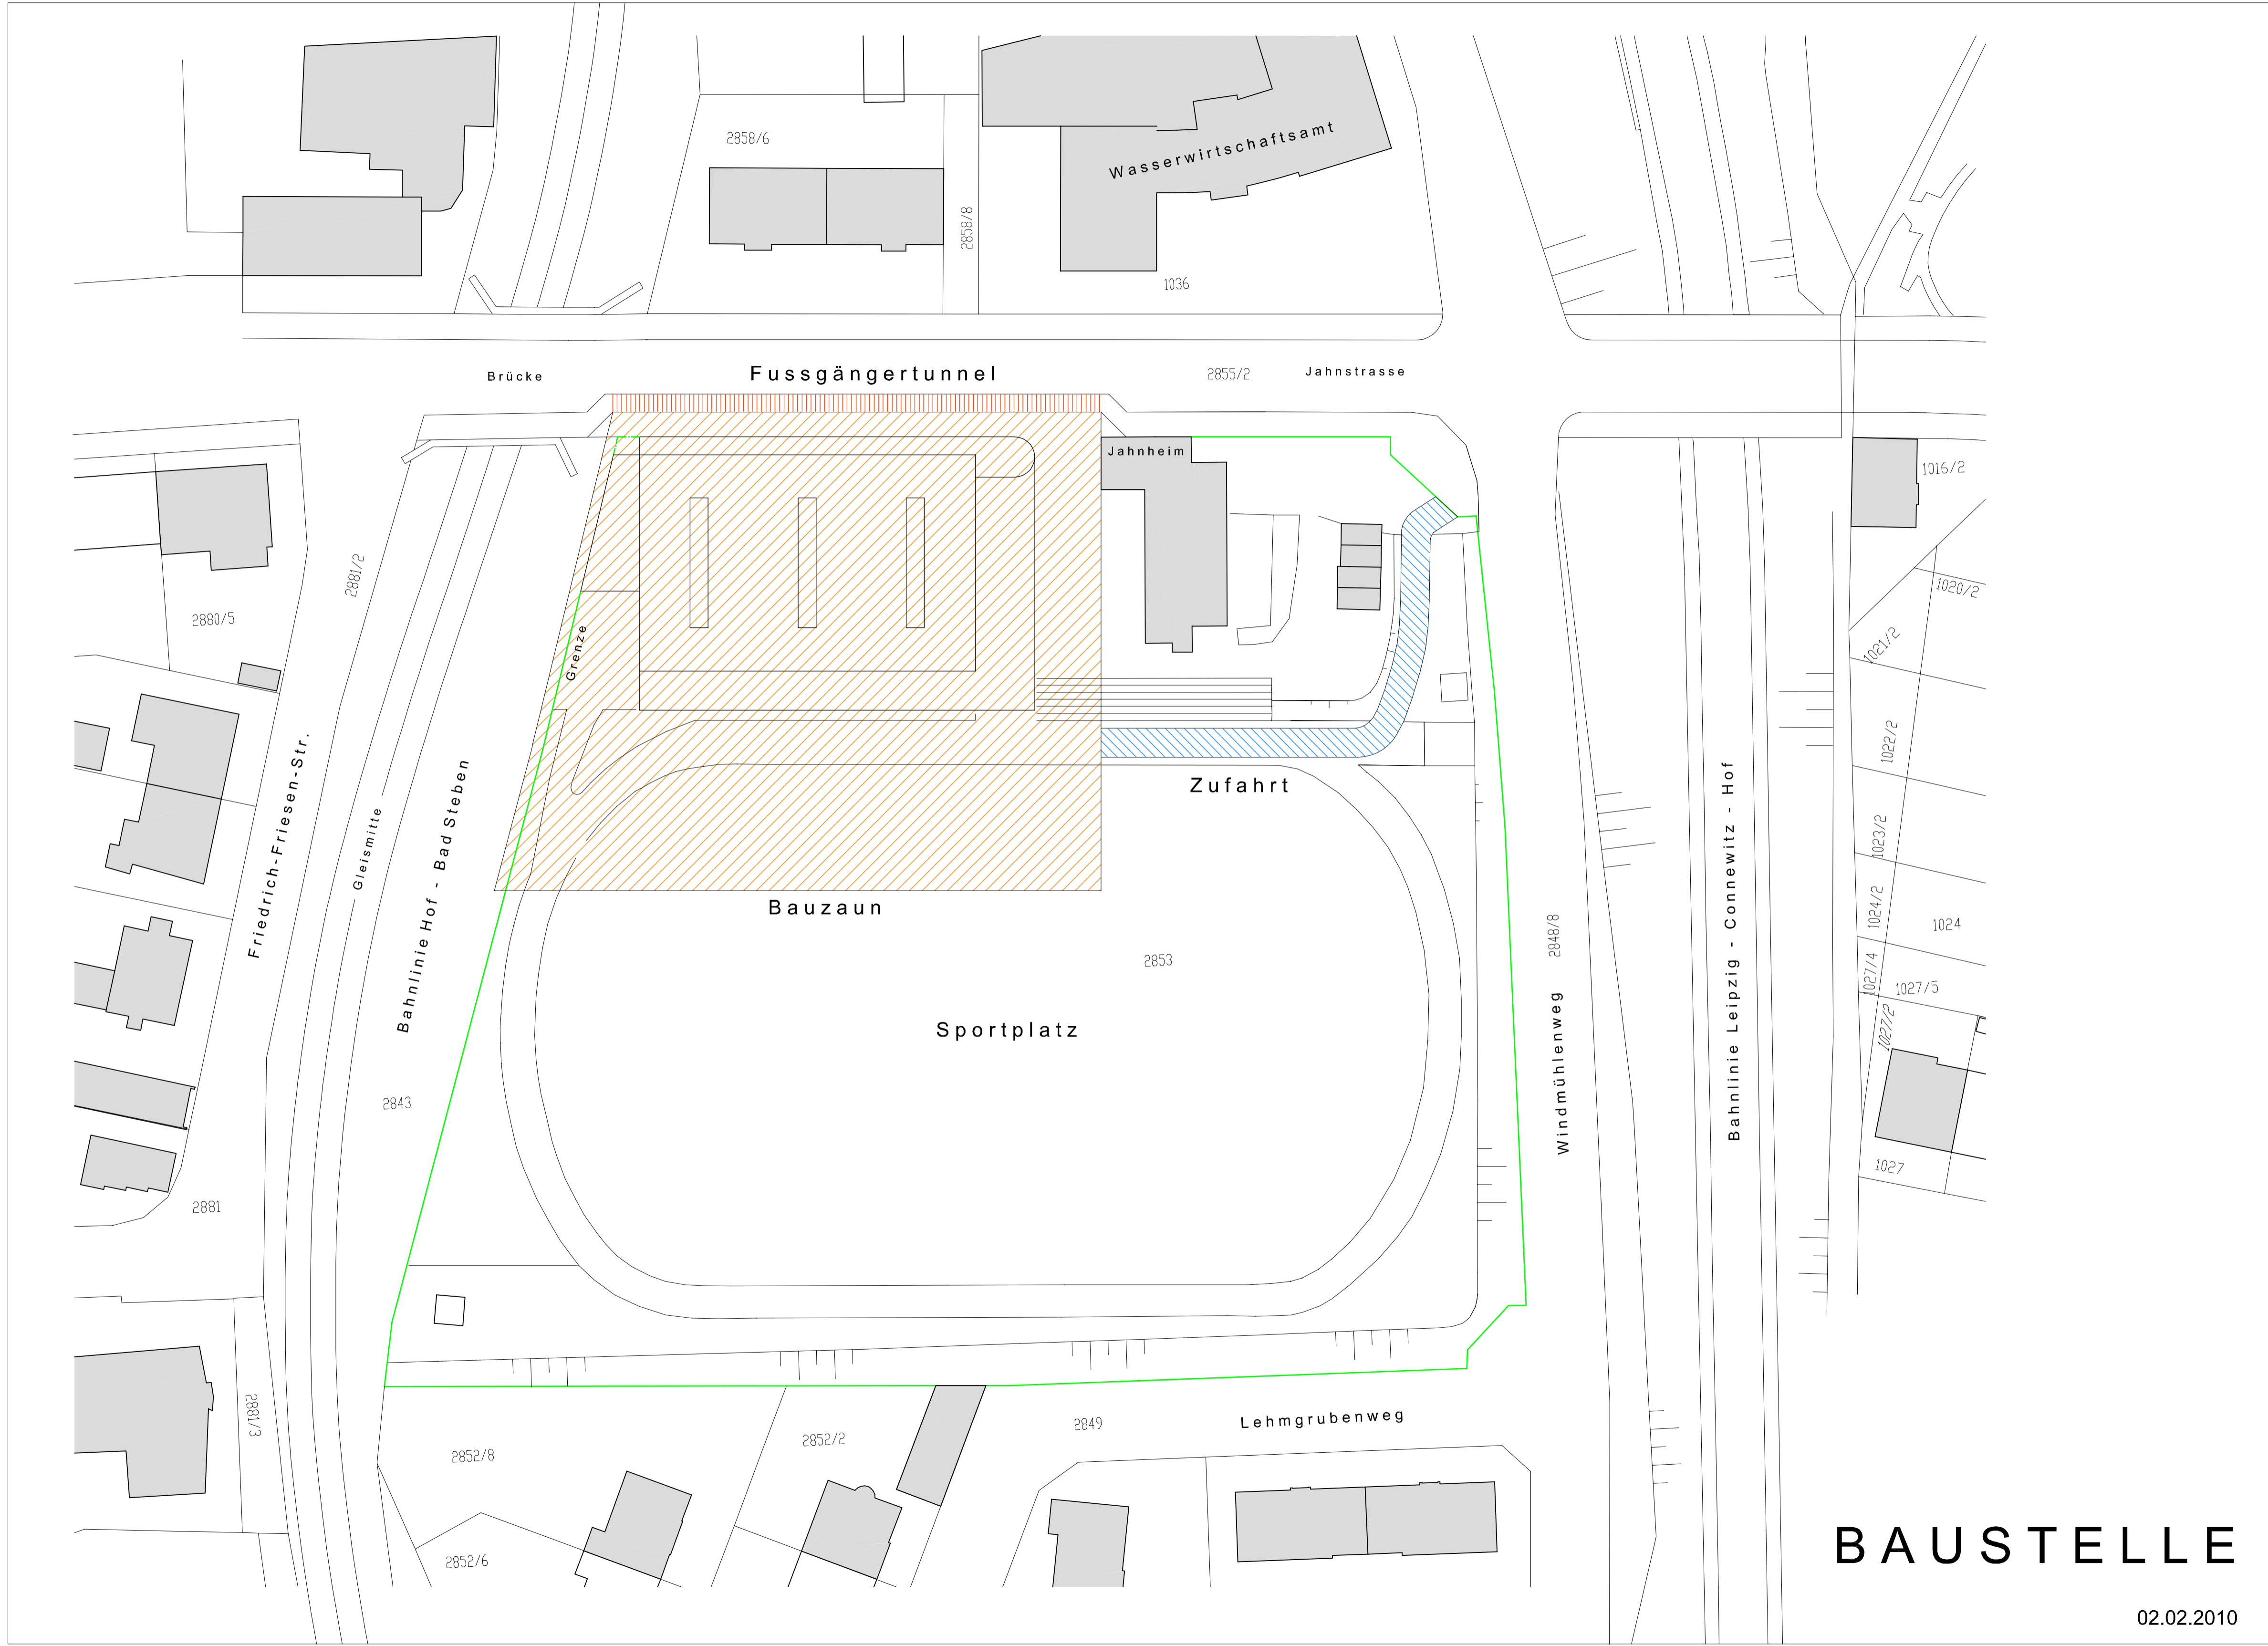 2858/6
Wasserwirtschaftsamt
2858/8
1036
Brücke
Fussgängertunnel
2855/2
Jahnstrasse
Jahnheim
1016/2
2881/2
1020/2
2880/5
Grenze
1021/2
1022/2
Friedrich-Friesen-Str.
Gleismitte
Bahnlinie Hof - Bad Steben
Zufahrt
1023/2
Bauzaun
1024/2
1024
2848/8
2853
1027/4
1027/5
Sportplatz
Windmühlenweg
Bahnlinie Leipzig - Connewitz - Hof
1027/2
2843
1027
2881
2881/3
2852/8
2852/2
2849
Lehmgrubenweg
2852/6
BAUSTELLE
02.02.2010